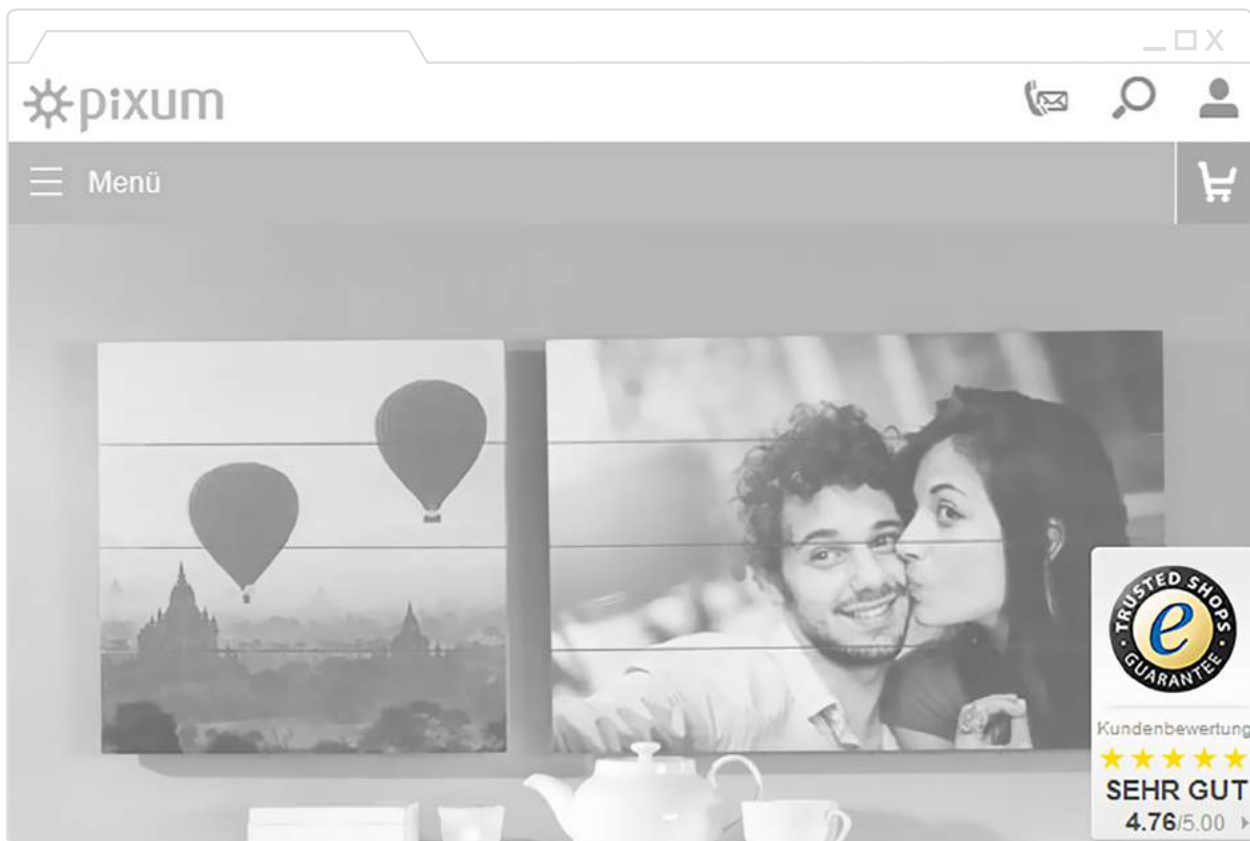 pixum
Menü
TRUSTED SHOPS
e
GUARANTEE
Kundenbewertung
SEHR GUT
4.76/5.00